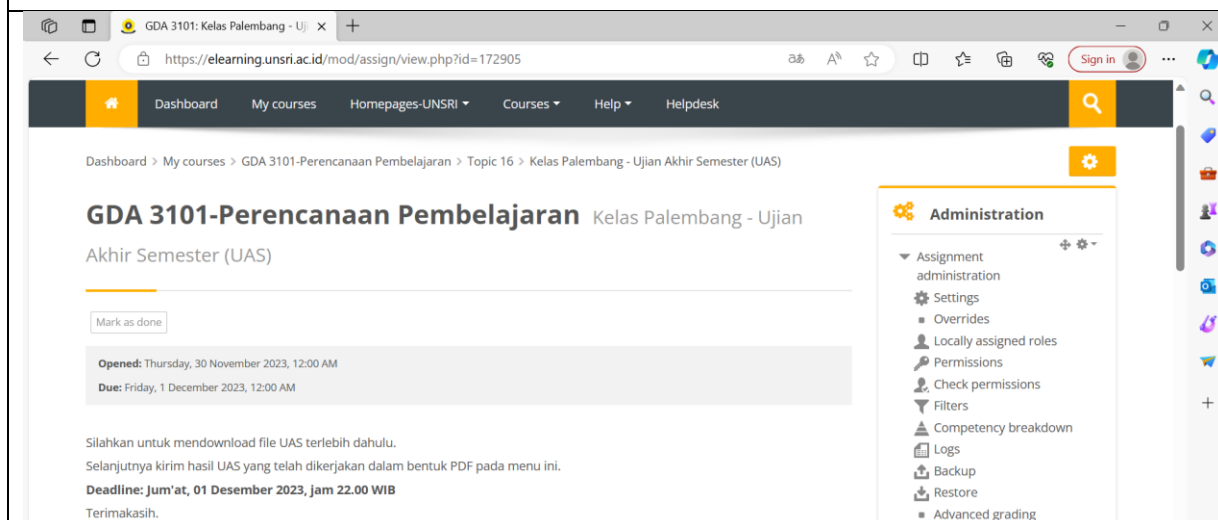 GDA 3101: Kelas Palembang - Uj
https://elearning.unsri.ac.id/mod/assign/view.php?id=172905
Sign in
Dashboard
My courses
Homepages-UNSRI
Courses
Help
Helpdesk
Dashboard > My courses > GDA 3101-Perencanaan Pembelajaran > Topic 16 > Kelas Palembang - Ujian Akhir Semester (UAS)
GDA 3101-Perencanaan Pembelajaran Kelas Palembang - Ujian
Akhir Semester (UAS)
Mark as done
Opened: Thursday, 30 November 2023, 12:00 AM
Due: Friday, 1 December 2023, 12:00 AM
Silahkan untuk mendownload file UAS terlebih dahulu.
Selanjutnya kirim hasil UAS yang telah dikerjakan dalam bentuk PDF pada menu ini.
Deadline: Jum'at, 01 Desember 2023, jam 22.00 WIB
Terimakasih.
Administration
Assignment
administration
Settings
Overrides
Locally assigned roles
Permissions
Check permissions
Filters
Competency breakdown
Logs
Backup
Restore
Advanced grading